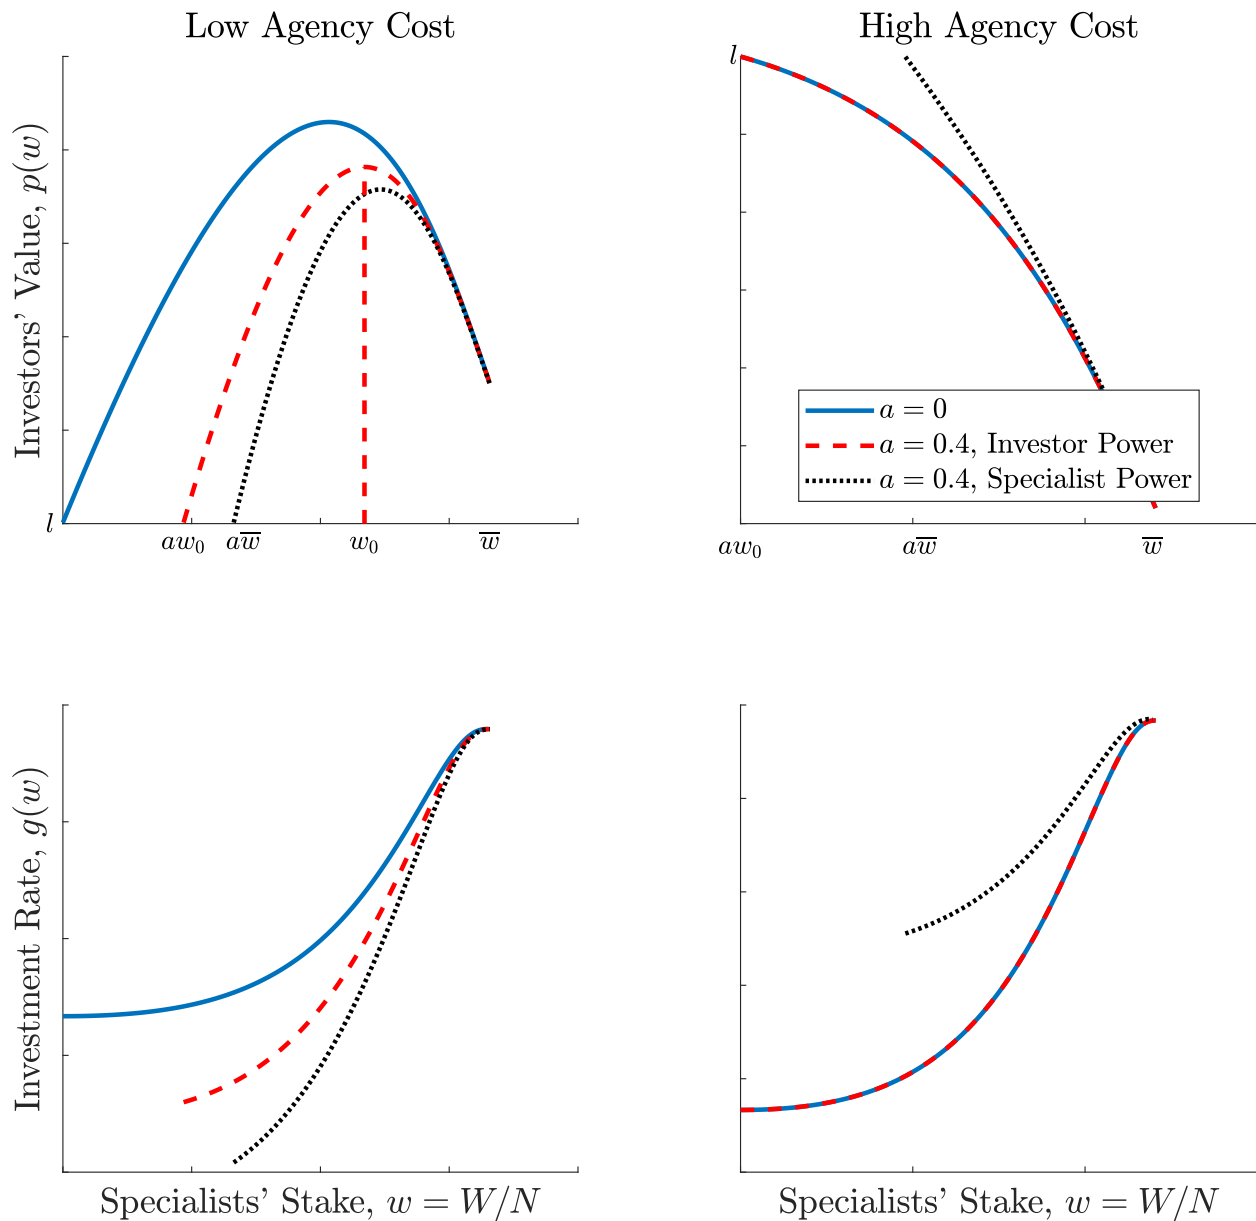 Low Agency Cost
High Agency Cost
Investors' Value, p(w)
l
aw₀
aw̅
w₀
w̅
l
a = 0
a = 0.4, Investor Power
a = 0.4, Specialist Power
aw₀
aw̅
w̅
Investment Rate, g(w)
Specialists' Stake, w = W/N
Specialists' Stake, w = W/N